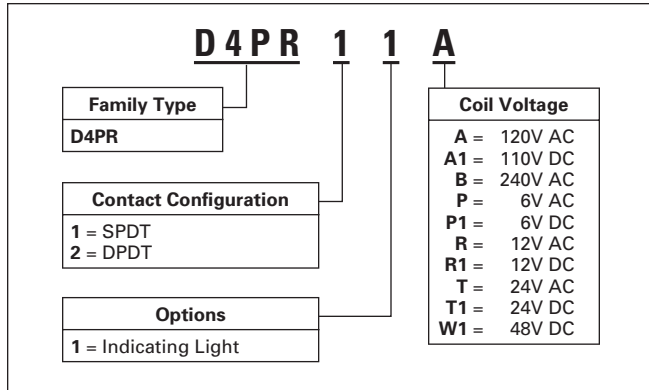 D4PR 1 1 A
Family Type
D4PR
Contact Configuration
1 = SPDT
2 = DPDT
Options
1 = Indicating Light
Coil Voltage
A = 120V AC
A1 = 110V DC
B = 240V AC
P = 6V AC
P1 = 6V DC
R = 12V AC
R1 = 12V DC
T = 24V AC
T1 = 24V DC
W1 = 48V DC